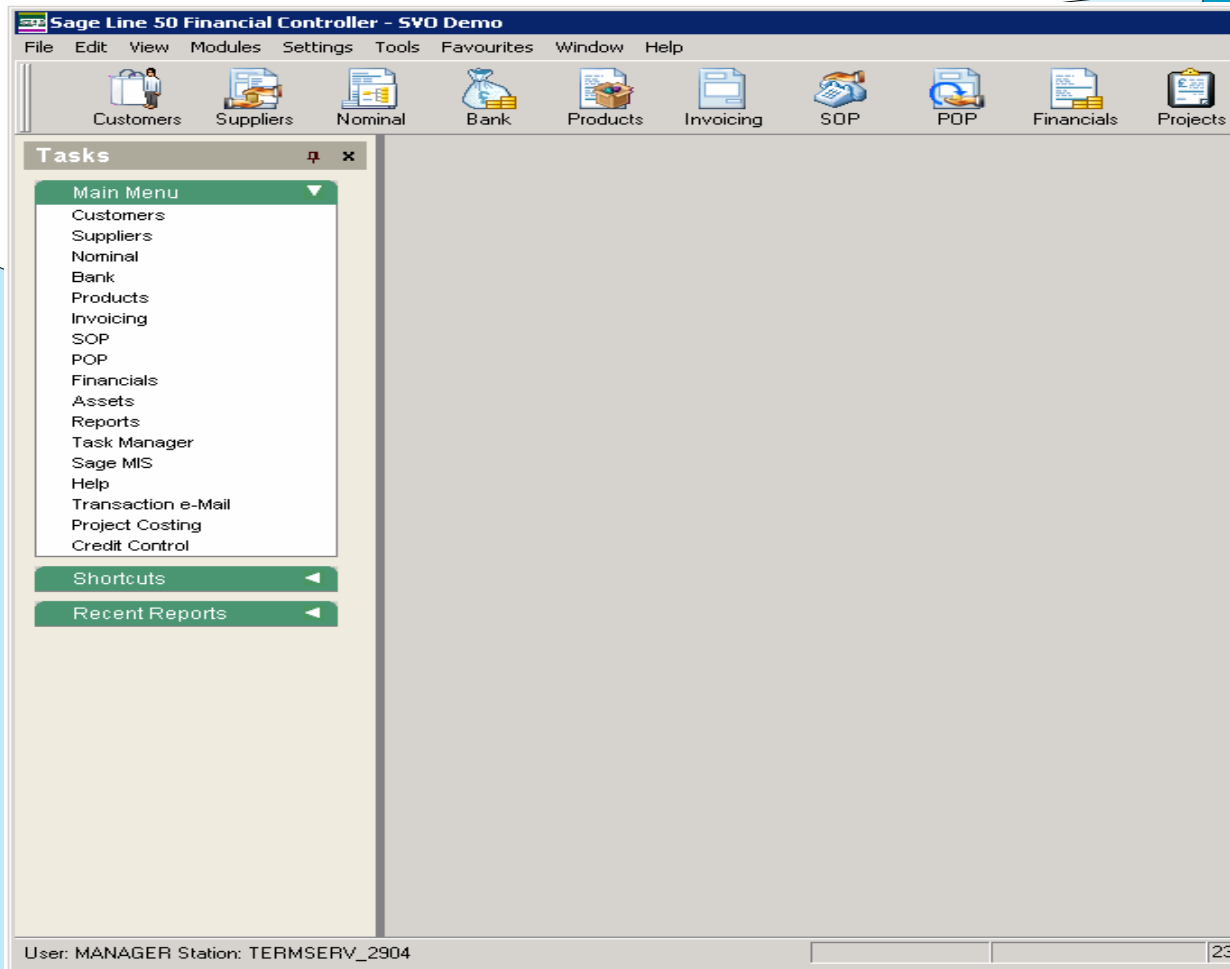 Sage Line 50 Financial Controller - SVO Demo
File Edit View Modules Settings Tools Favourites Window Help
Customers Suppliers Nominal Bank Products Invoicing SOP POP Financials Projects
Tasks
Main Menu
Customers
Suppliers
Nominal
Bank
Products
Invoicing
SOP
POP
Financials
Assets
Reports
Task Manager
Sage MIS
Help
Transaction e-Mail
Project Costing
Credit Control
Shortcuts
Recent Reports
User: MANAGER Station: TERMSERV_2904
23